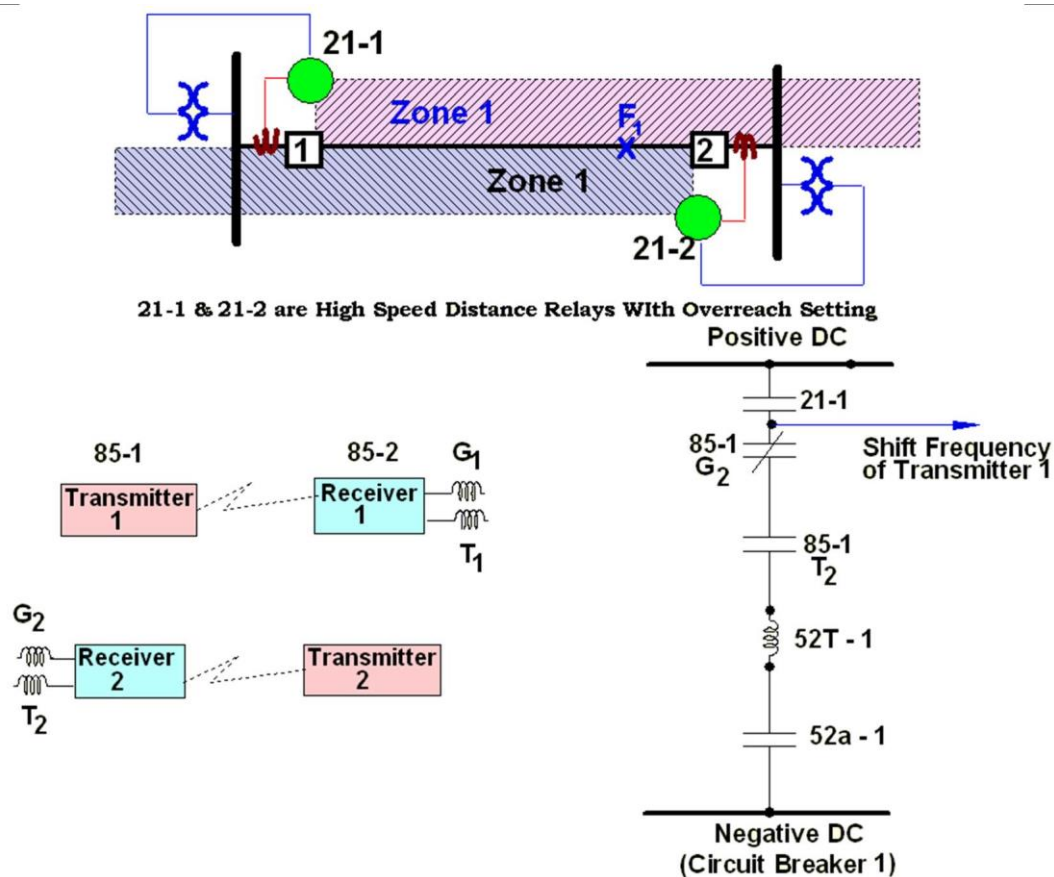 21-1
Zone 1
F1
1
2
Zone 1
21-2
21-1 & 21-2 are High Speed Distance Relays WIth Overreach Setting
Positive DC
21-1
85-1
G2
Shift Frequency
of Transmitter 1
85-1
T2
52T - 1
52a - 1
Negative DC
(Circuit Breaker 1)
85-1
85-2
G1
Transmitter
1
Receiver
1
T1
G2
Receiver
2
Transmitter
2
T2